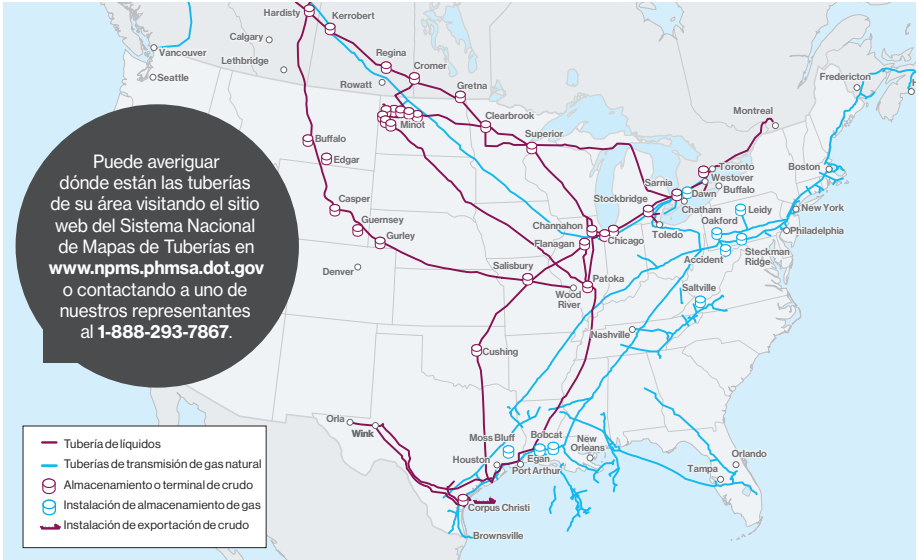 Hardisty
Kerrobert
Calgary
Regina
Vancouver
Lethbridge
Cromer
Seattle
Rowatt
Gretna
Fredericton
Clearbrook
Montreal
Minot
Superior
Buffalo
Edgar
Toronto
Westover
Boston
Sarnia
Dawn
Buffalo
Stockbridge
Casper
Chatham
Leidy
New York
Guernsey
Channahon
Oakford
Gurley
Flanagan
Chicago
Toledo
Philadelphia
Accident
Steckman
Ridge
Denver
Salisbury
Patoka
Wood
River
Saltville
Nashville
Cushing
Orla
Wink
Moss Bluff
Bobcat
New
Orleans
Houston
Egan
Port Arthur
Orlando
Tampa
Corpus Christi
Brownsville
Puede averiguar
dónde están las tuberías
de su área visitando el sitio
web del Sistema Nacional
de Mapas de Tuberías en
www.npms.phmsa.dot.gov
o contactando a uno de
nuestros representantes
al 1-888-293-7867.
Tubería de líquidos
Tuberías de transmisión de gas natural
Almacenamiento o terminal de crudo
Instalación de almacenamiento de gas
Instalación de exportación de crudo